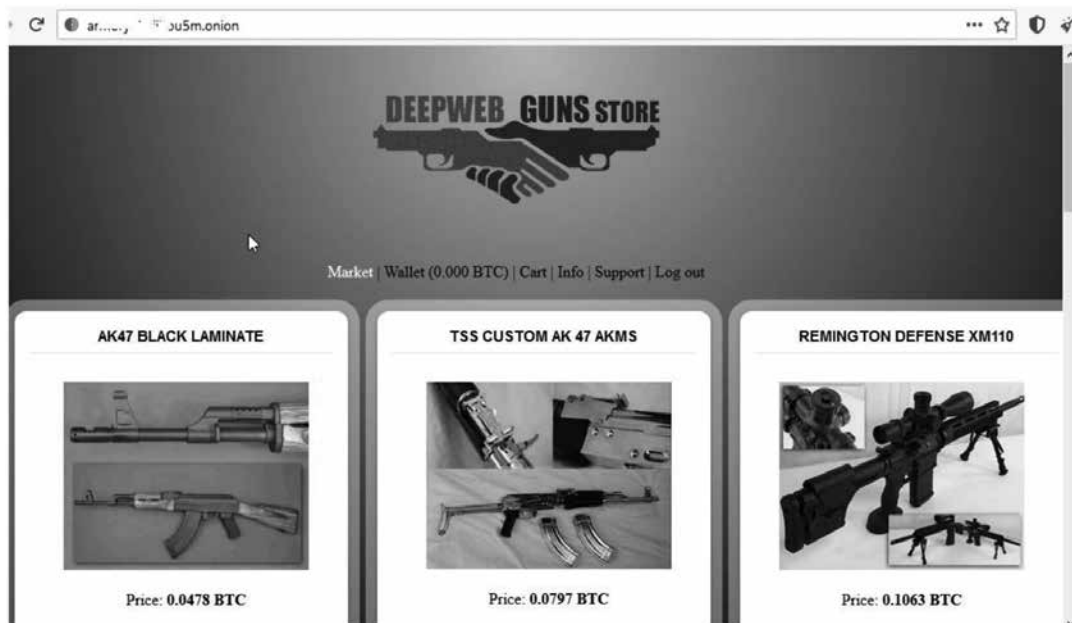 DEEPWEB GUNS STORE
Market | Wallet (0.000 BTC) | Cart | Info | Support | Log out
AK47 BLACK LAMINATE
TSS CUSTOM AK 47 AKMS
REMINGTON DEFENSE XM110
Price: 0.0478 BTC
Price: 0.0797 BTC
Price: 0.1063 BTC